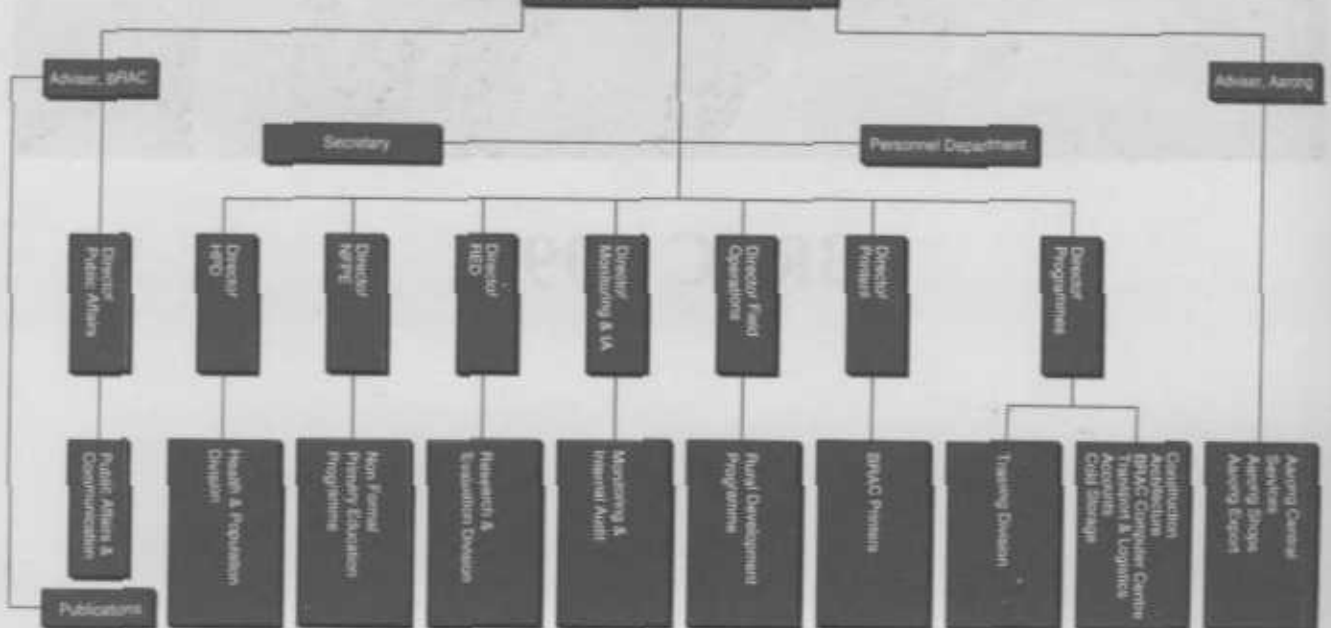 Adviser, BRAC
Adviser, Aarong
Secretary
Personnel Department
Director
Public Affairs
Director
HPD
Director
NFPE
Director
RED
Director
Monitoring & IA
Director Field
Operations
Director
Printers
Director
Programmes
Public Affairs &
Communication
Health & Population
Division
Non Formal
Primary Education
Programme
Research &
Evaluation Division
Monitoring &
Internal Audit
Rural Development
Programme
BRAC Printers
Training Division
Construction
Architecture
BRAC Computer Centre
Transport & Logistics
Accounts
Cold Storage
Aarong Central
Services
Aarong Shops
Aarong Export
Publications